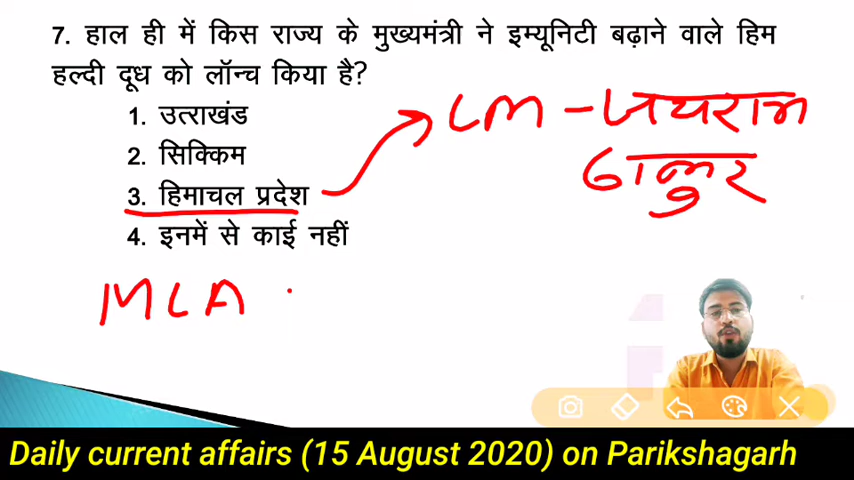 7. हाल ही में किस राज्य के मुख्यमंत्री ने इम्यूनिटी बढ़ाने वाले हिम
हल्दी दूध को लॉन्च किया है?
1. उत्राखंड
2. सिक्किम
3. हिमाचल प्रदेश
4. इनमें से काई नहीं
CM - जयराम
ठाकुर
MLA
Daily current affairs (15 August 2020) on Parikshagarh